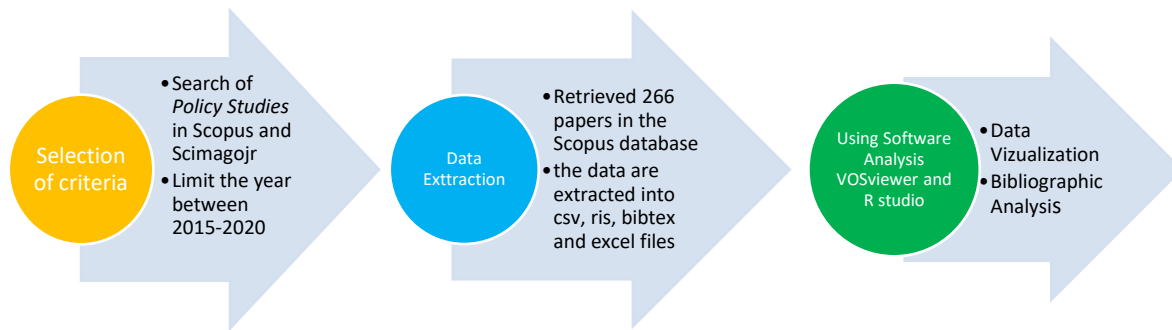 Selection
of criteria
•Search of
Policy Studies
in Scopus and
Scimagojr
•Limit the year
between
2015-2020
Data
Exttraction
•Retrieved 266
papers in the
Scopus database
•the data are
extracted into
csv, ris, bibtex
and excel files
Using Software
Analysis
VOSviewer and
R studio
•Data
Vizualization
•Bibliographic
Analysis